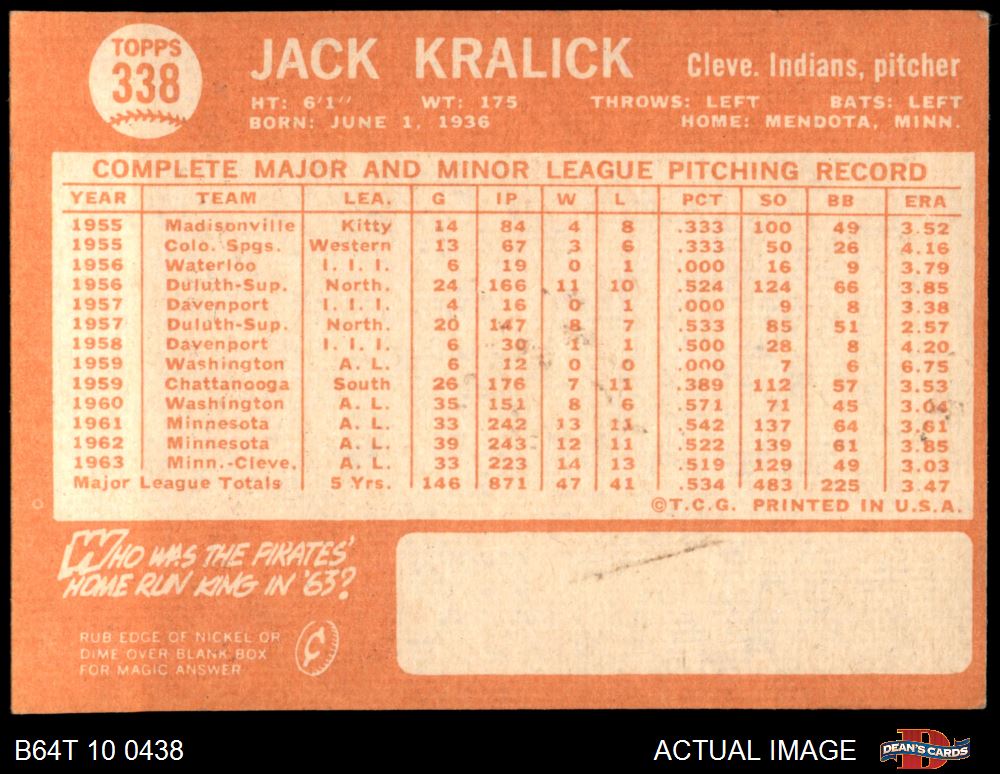 TOPPS
338
JACK KRALICK Cleve. Indians, pitcher
HT: 6'1" WT: 175 THROWS: LEFT BATS: LEFT
BORN: JUNE 1, 1936 HOME: MENDOTA, MINN.
COMPLETE MAJOR AND MINOR LEAGUE PITCHING RECORD
YEAR TEAM LEA. G IP W L PCT SO BB ERA
1955 Madisonville Kitty 14 84 4 8 .333 100 49 3.52
1955 Colo. Spgs. Western 13 67 3 6 .333 50 26 4.16
1956 Waterloo I. I. I. 6 19 0 1 .000 16 9 3.79
1956 Duluth-Sup. North. 24 166 11 10 .524 124 66 3.85
1957 Davenport I. I. I. 4 16 0 1 .000 9 8 3.38
1957 Duluth-Sup. North. 20 147 8 7 .533 85 51 2.57
1958 Davenport I. I. I. 6 30 1 1 .500 28 8 4.20
1959 Washington A. L. 6 12 0 0 .000 7 6 6.75
1959 Chattanooga South 26 176 7 11 .389 112 57 3.53
1960 Washington A. L. 35 151 8 6 .571 71 45 3.04
1961 Minnesota A. L. 33 242 13 11 .542 137 64 3.61
1962 Minnesota A. L. 39 243 12 11 .522 139 61 3.85
1963 Minn.-Cleve. A. L. 33 223 14 13 .519 129 49 3.03
Major League Totals 5 Yrs. 146 871 47 41 .534 483 225 3.47
©T.C.G. PRINTED IN U.S.A.
WHO WAS THE PIRATES'
HOME RUN KING IN '63?
RUB EDGE OF NICKEL OR
DIME OVER BLANK BOX
FOR MAGIC ANSWER
B64T 10 0438 ACTUAL IMAGE DEAN'S CARDS